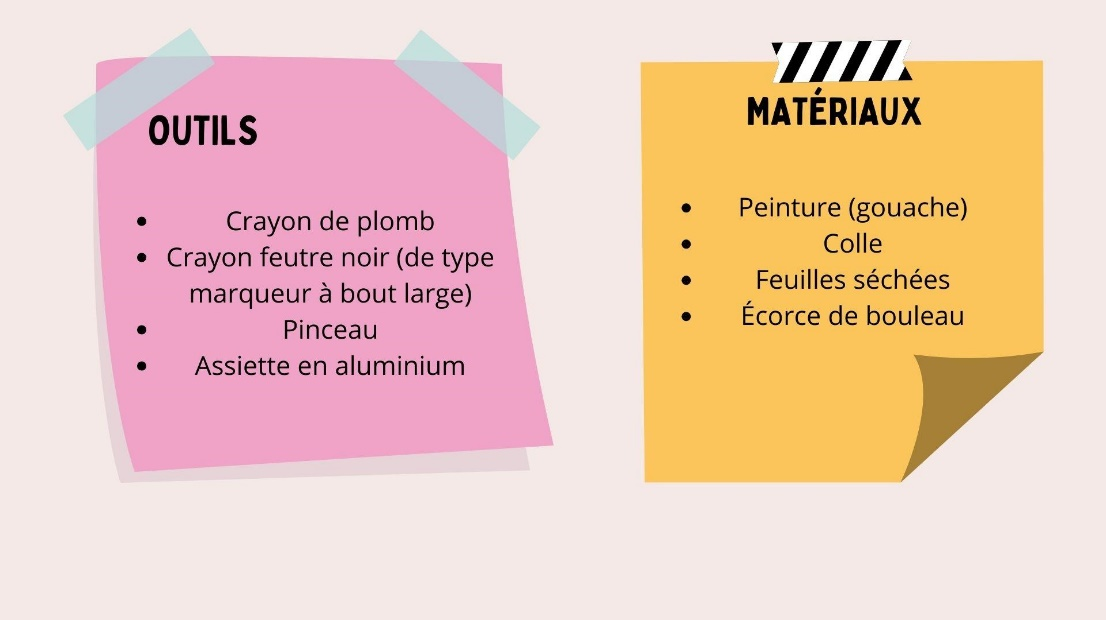 OUTILS
• Crayon de plomb
• Crayon feutre noir (de type
marqueur à bout large)
• Pinceau
• Assiette en aluminium
MATÉRIAUX
• Peinture (gouache)
• Colle
• Feuilles séchées
• Écorce de bouleau